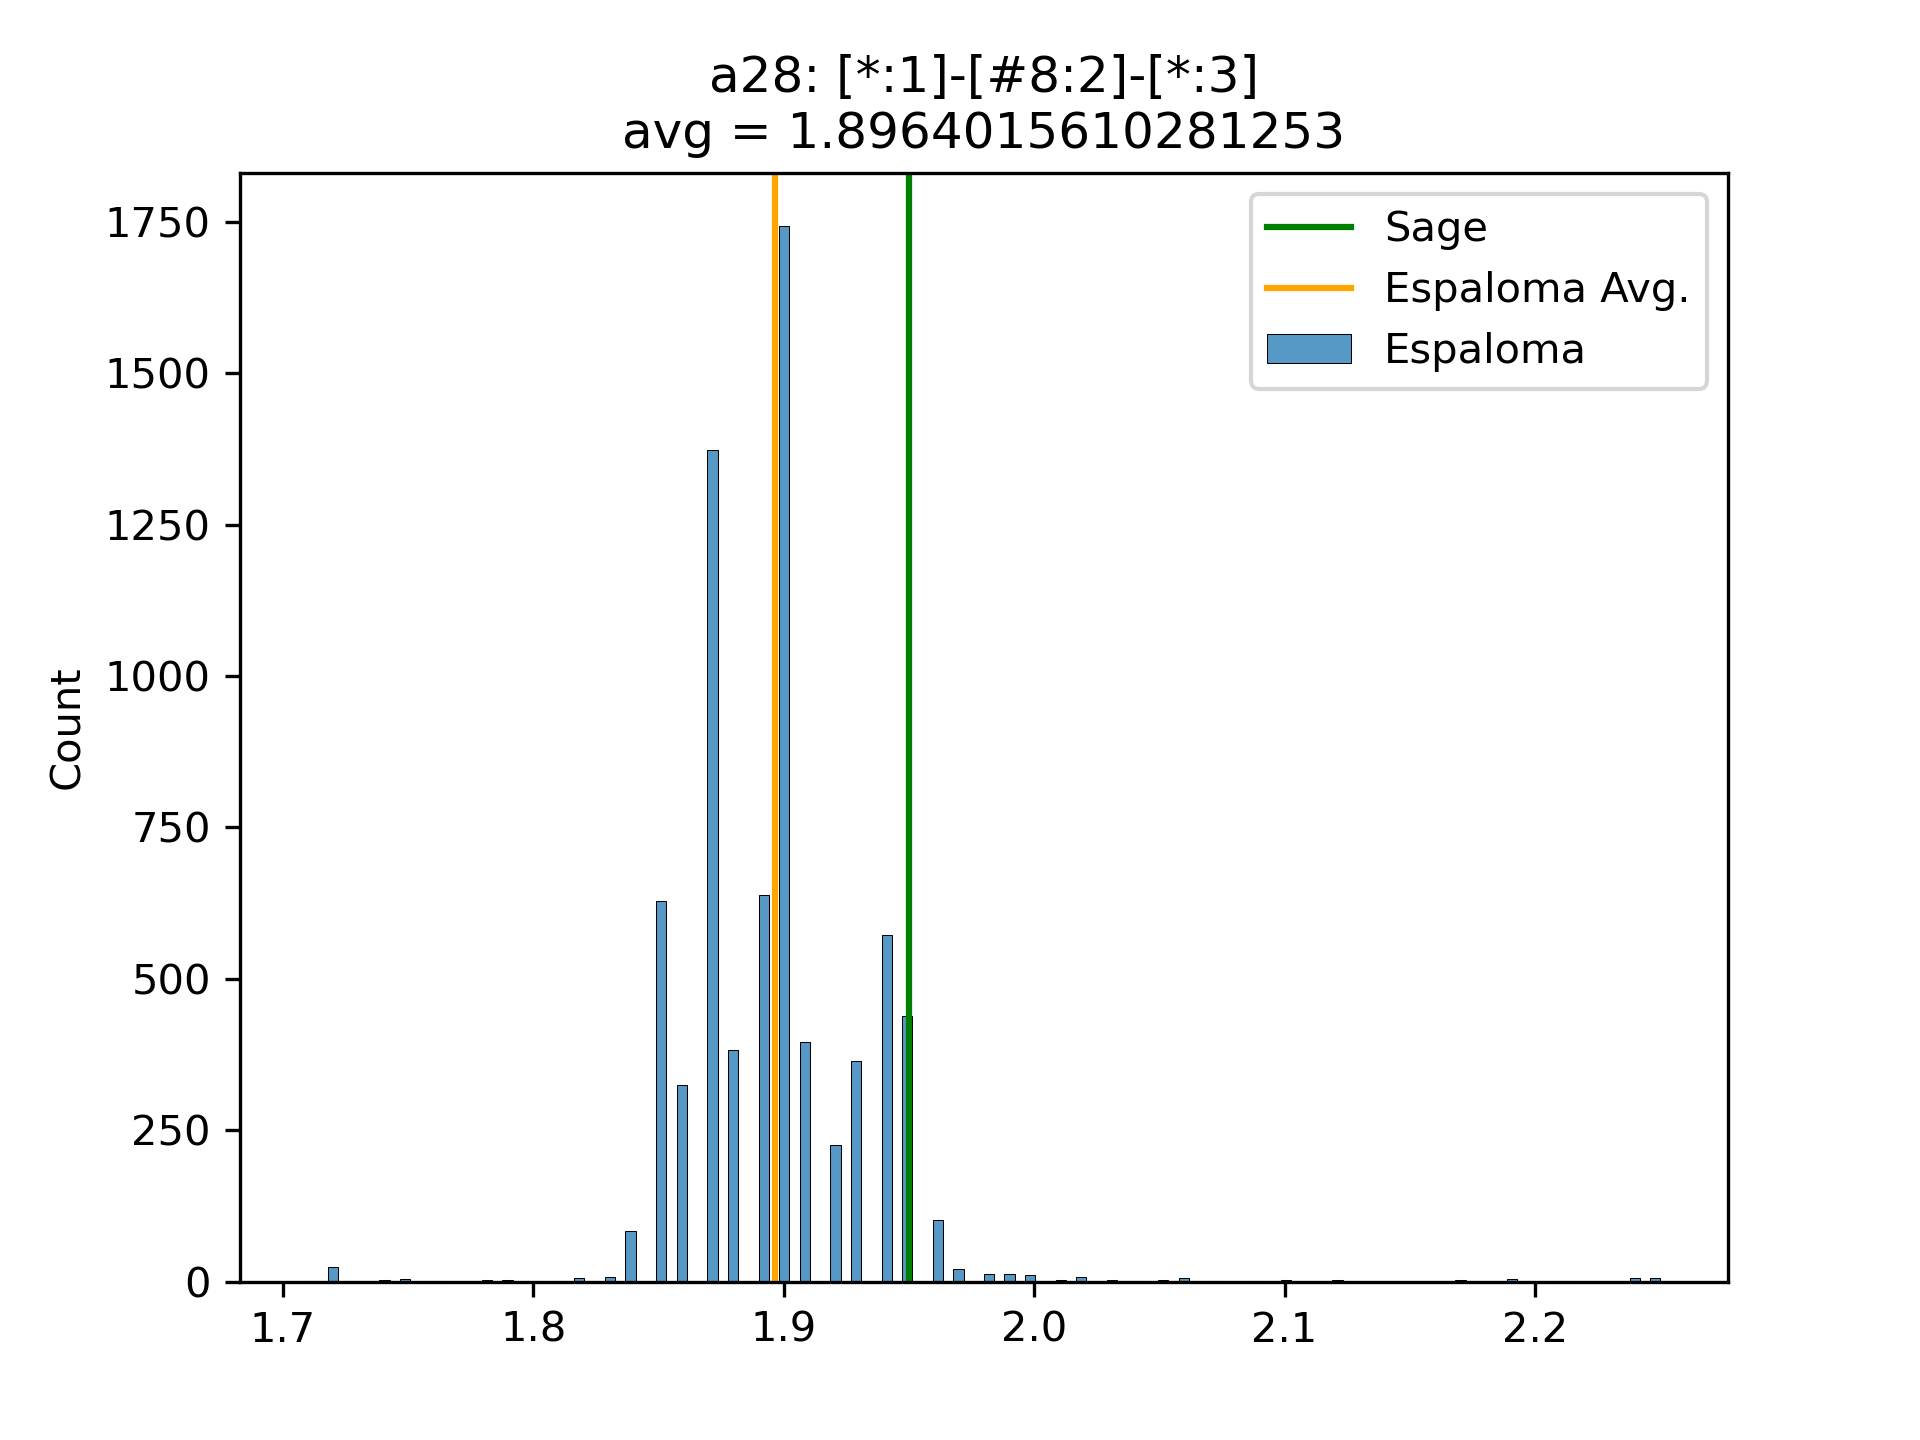 a28: [*:1]-[#8:2]-[*:3]
avg = 1.8964015610281253
Sage
Espaloma Avg.
Espaloma
Count
1750
1500
1250
1000
750
500
250
0
1.7 1.8 1.9 2.0 2.1 2.2